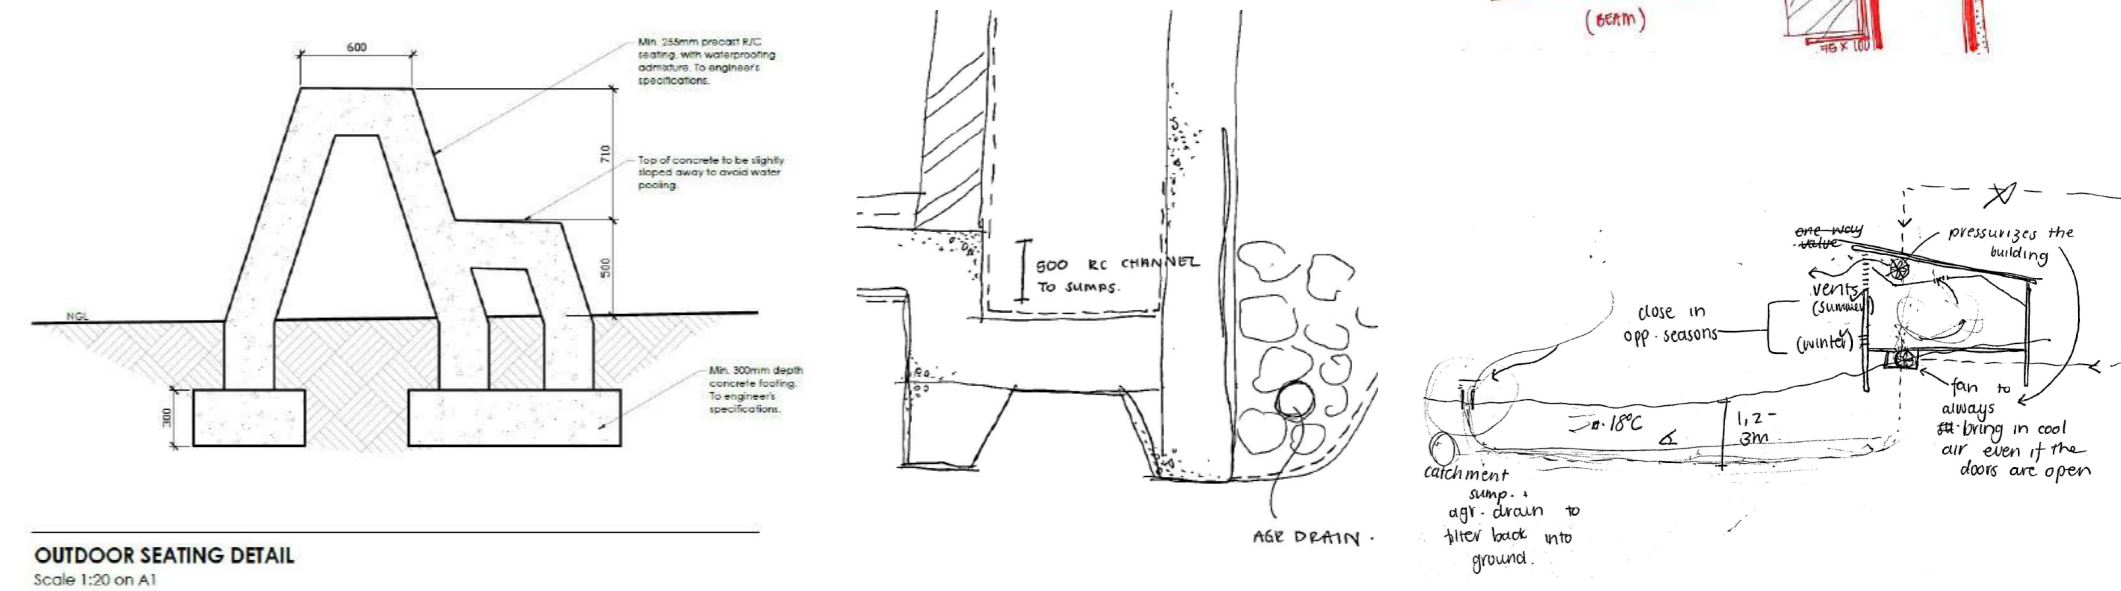 600
Min. 255mm precast R/C
seating, with waterproofing
admixture. To engineer's
specifications.
710
Top of concrete to be slightly
sloped away to avoid water
pooling.
500
NGL
Min. 300mm depth
concrete footing.
To engineer's
specifications.
300
OUTDOOR SEATING DETAIL
Scale 1:20 on A1
500 RC CHANNEL
TO SUMPS.
AGR DRAIN.
(BEAM)
75 X 100
one way
valve
pressurizes the
building
vents
(summer)
close in
opp. seasons
(winter)
fan to
always
bring in cool
air even if the
doors are open
18°C
1,2 -
3m
catchment
sump. +
agr. drain to
filter back into
ground.